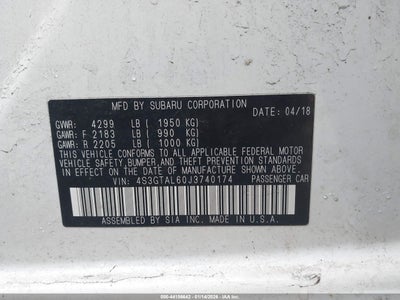 MFD BY SUBARU CORPORATION
DATE: 04/18
GVWR: 4299 LB ( 1950 KG)
GAWR: F 2183 LB ( 990 KG)
GAWR: R 2205 LB ( 1000 KG)
THIS VEHICLE CONFORMS TO ALL APPLICABLE FEDERAL MOTOR
VEHICLE SAFETY, BUMPER, AND THEFT PREVENTION STANDARDS
IN EFFECT ON THE DATE OF MANUFACTURE SHOWN ABOVE.
VIN: 4S3GTAL60J3740174 PASSENGER CAR
ASSEMBLED BY SIA INC. IN U.S.A.